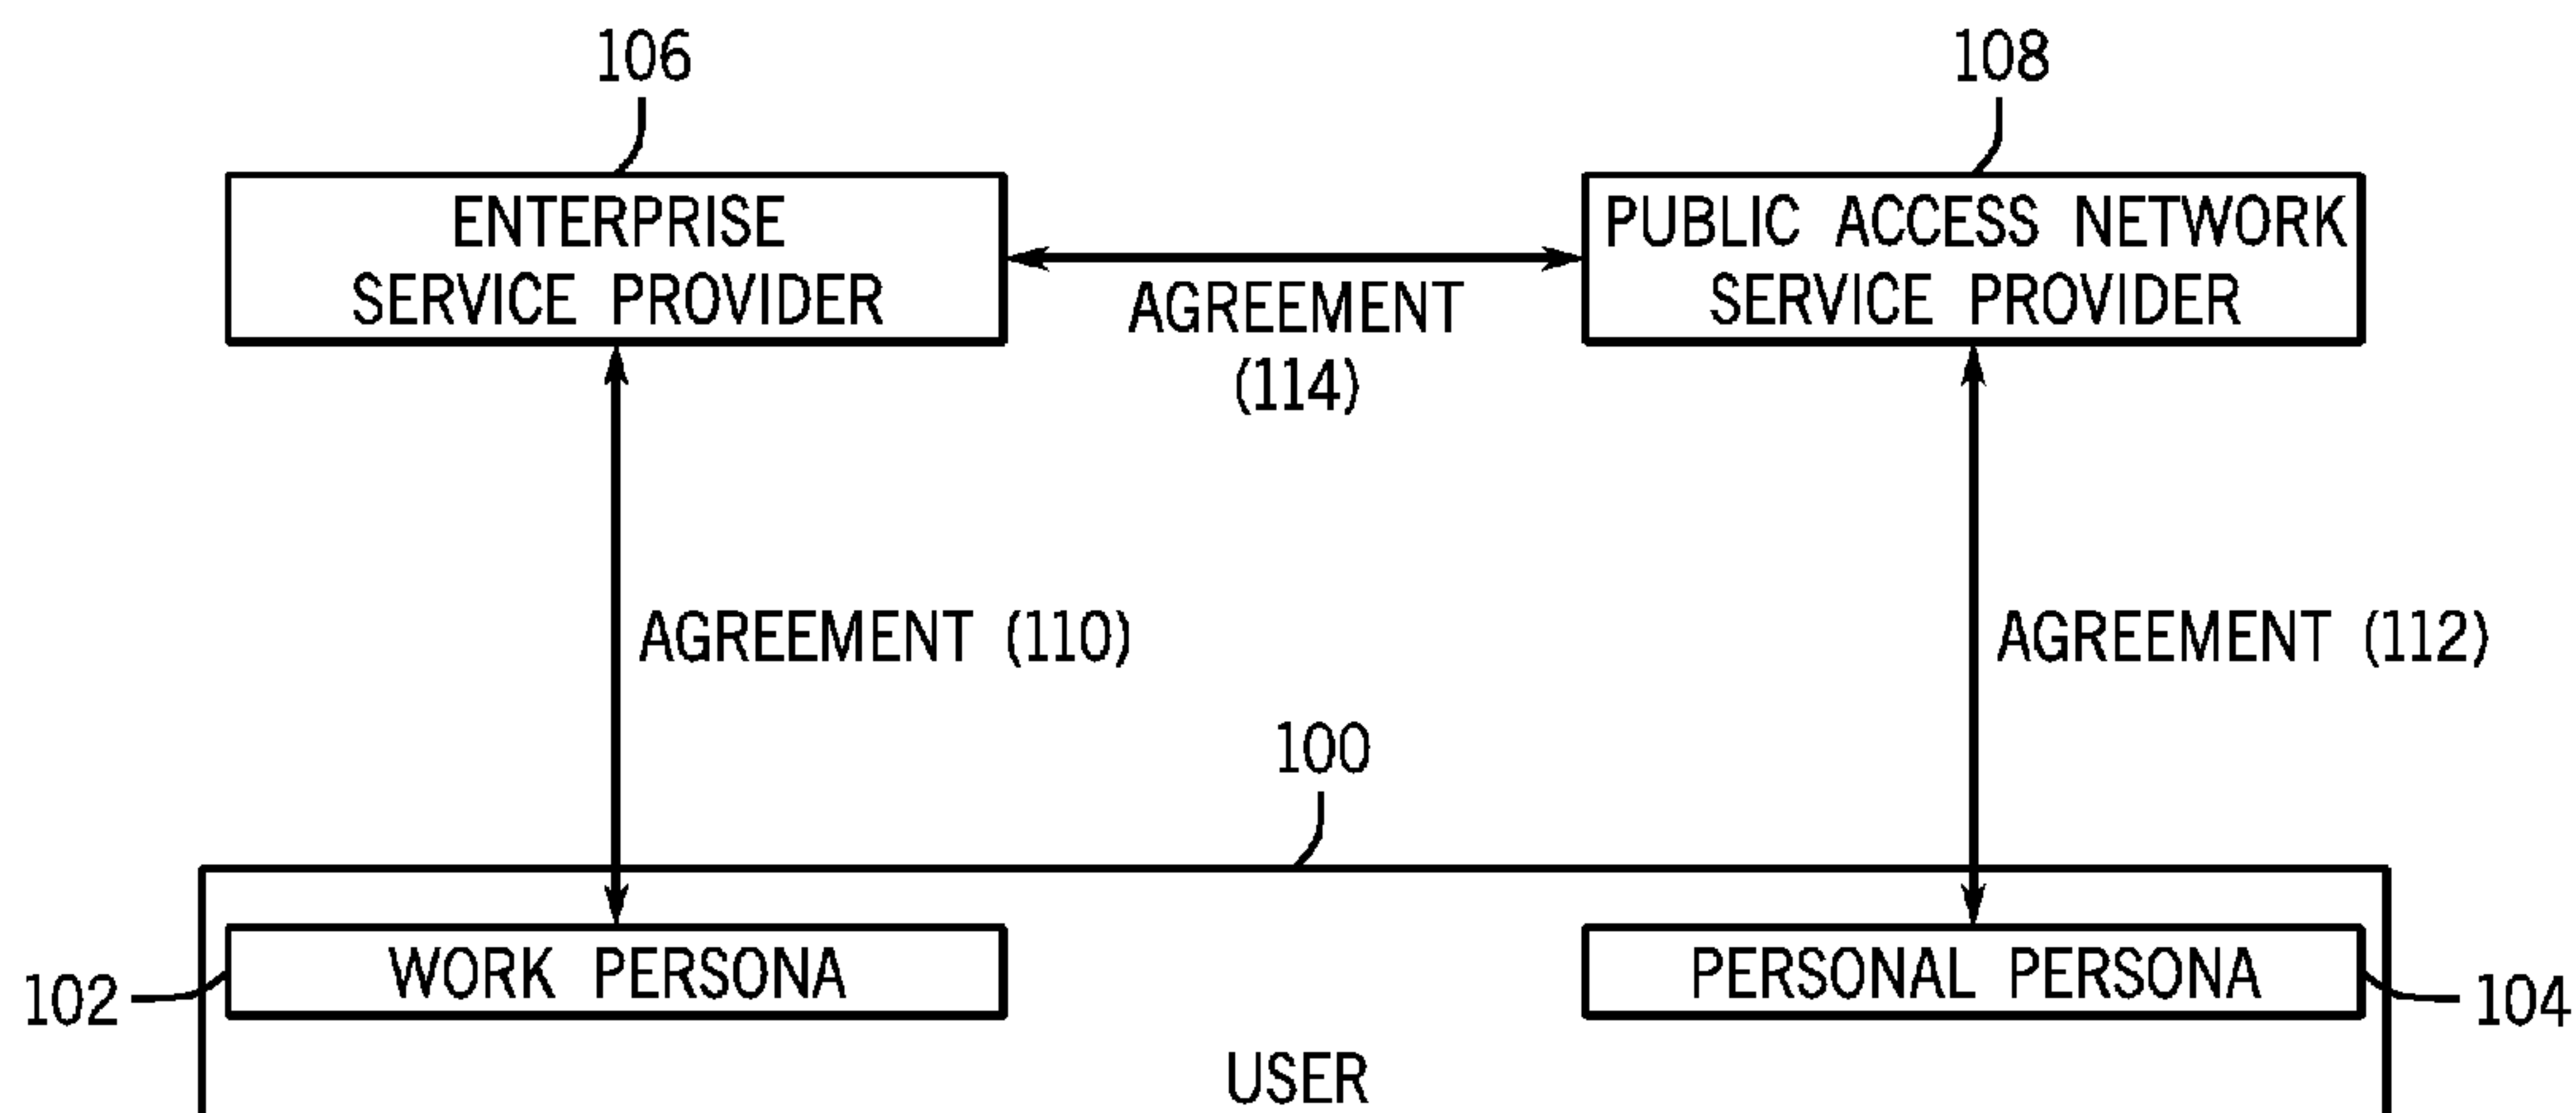 106
108
ENTERPRISE
SERVICE PROVIDER
PUBLIC ACCESS NETWORK
SERVICE PROVIDER
AGREEMENT
(114)
AGREEMENT (110)
AGREEMENT (112)
100
102
WORK PERSONA
PERSONAL PERSONA
104
USER